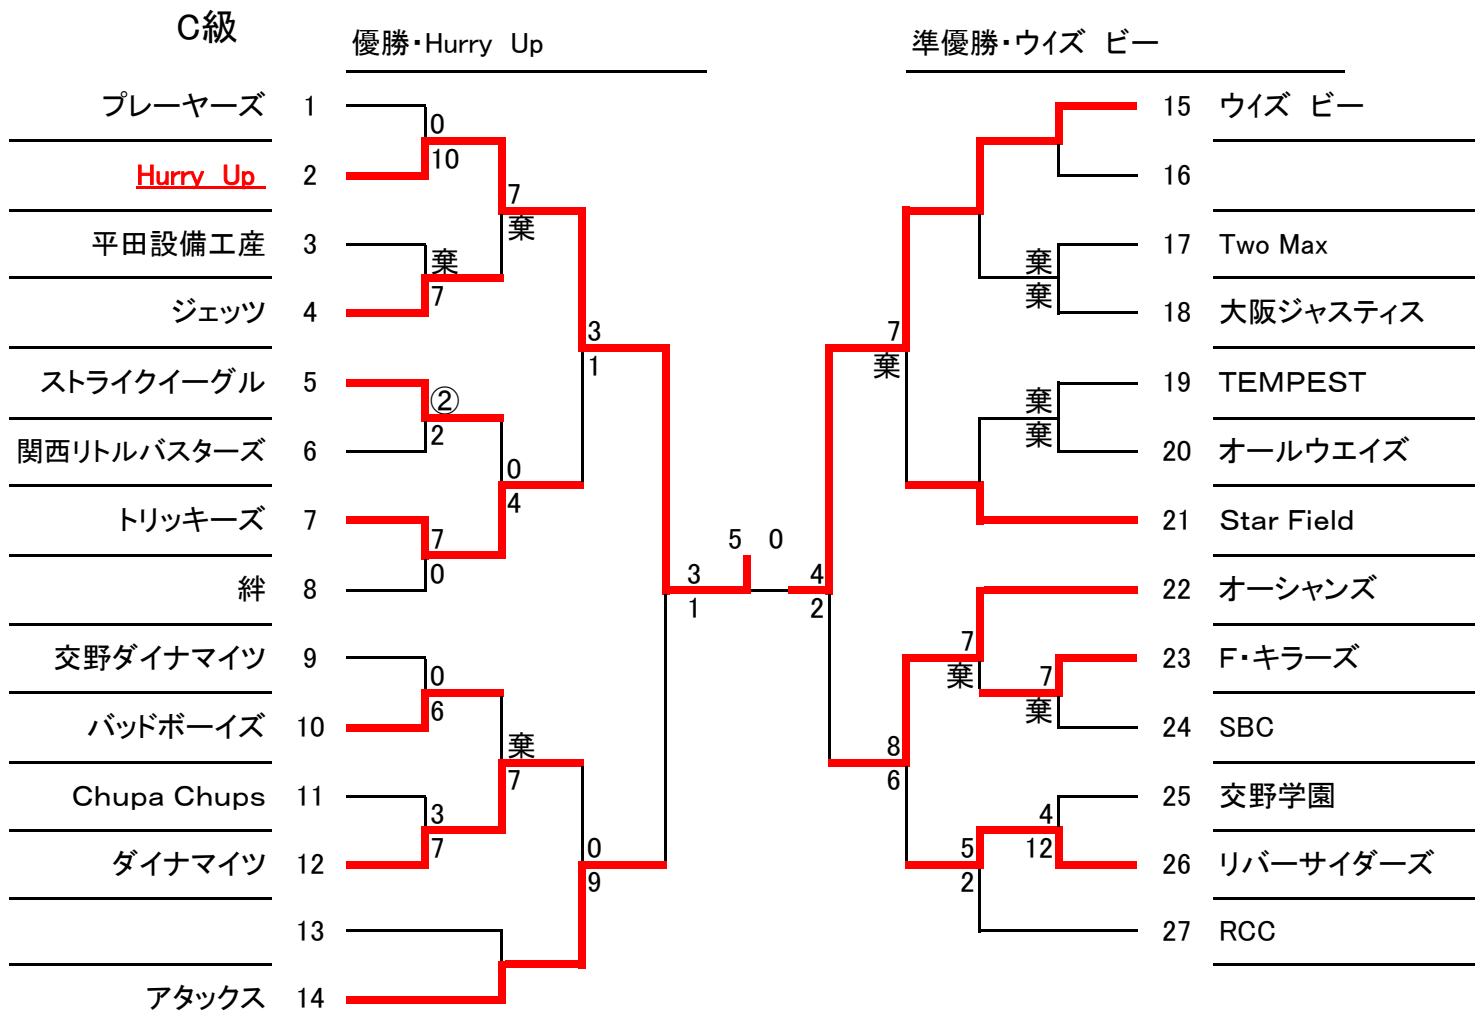 C級
優勝・Hurry Up
準優勝・ウイズ ビー
プレーヤーズ 1
0
10
Hurry Up 2
7
棄
平田設備工産 3
棄
7
ジェッツ 4
3
1
ストライクイーグル 5
②
2
関西リトルバスターズ 6
0
4
トリッキーズ 7
7
0
絆 8
3
1
5 0
交野ダイナマイツ 9
0
6
バッドボーイズ 10
棄
7
Chupa Chups 11
3
7
ダイナマイツ 12
0
9
13
アタックス 14
15 ウイズ ビー
16
17 Two Max
棄
棄
18 大阪ジャスティス
7
棄
19 TEMPEST
棄
棄
20 オールウエイズ
21 Star Field
4
2
22 オーシャンズ
7
棄
23 F・キラーズ
7
棄
24 SBC
8
6
25 交野学園
4
12
26 リバーサイダーズ
5
2
27 RCC